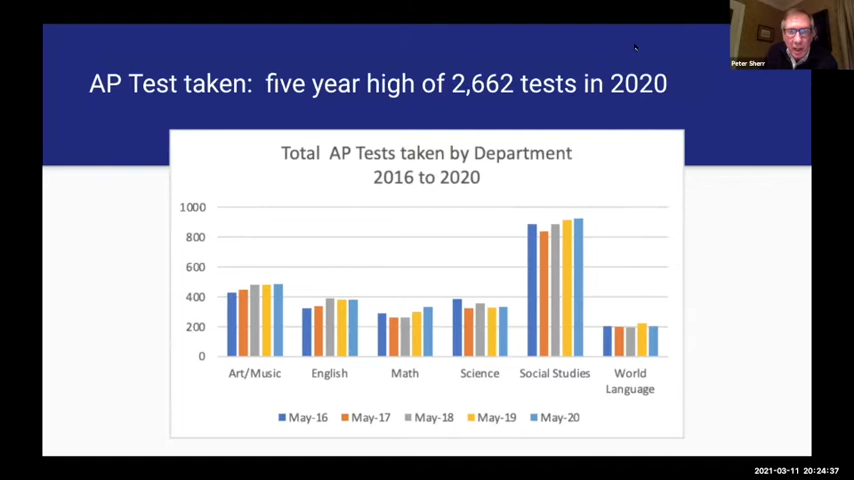 Peter Sherr
AP Test taken: five year high of 2,662 tests in 2020
Total AP Tests taken by Department
2016 to 2020
1000
800
600
400
200
0
Art/Music English Math Science Social Studies World
Language
May-16 May-17 May-18 May-19 May-20
2021-03-11 20:24:37